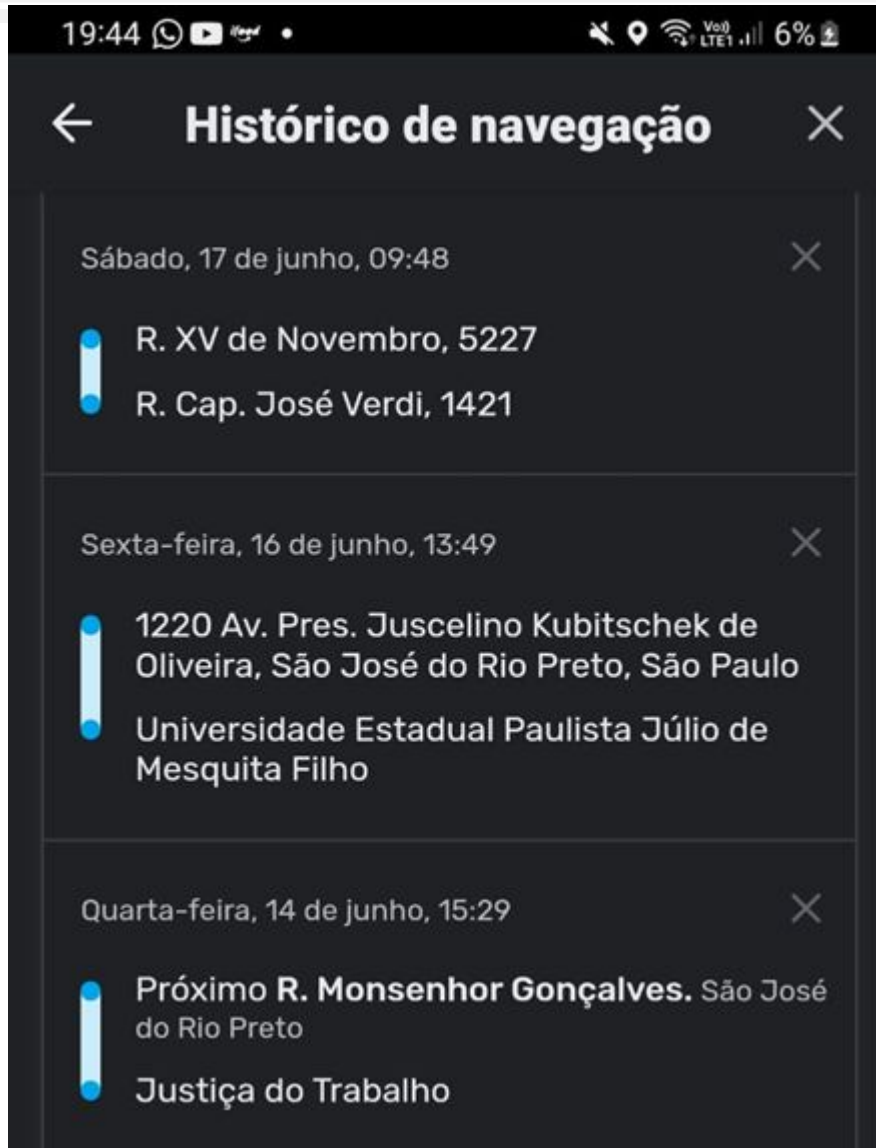 19:44 6%
Histórico de navegação
Sábado, 17 de junho, 09:48
R. XV de Novembro, 5227
R. Cap. José Verdi, 1421
Sexta-feira, 16 de junho, 13:49
1220 Av. Pres. Juscelino Kubitschek de
Oliveira, São José do Rio Preto, São Paulo
Universidade Estadual Paulista Júlio de
Mesquita Filho
Quarta-feira, 14 de junho, 15:29
Próximo R. Monsenhor Gonçalves. São José
do Rio Preto
Justiça do Trabalho